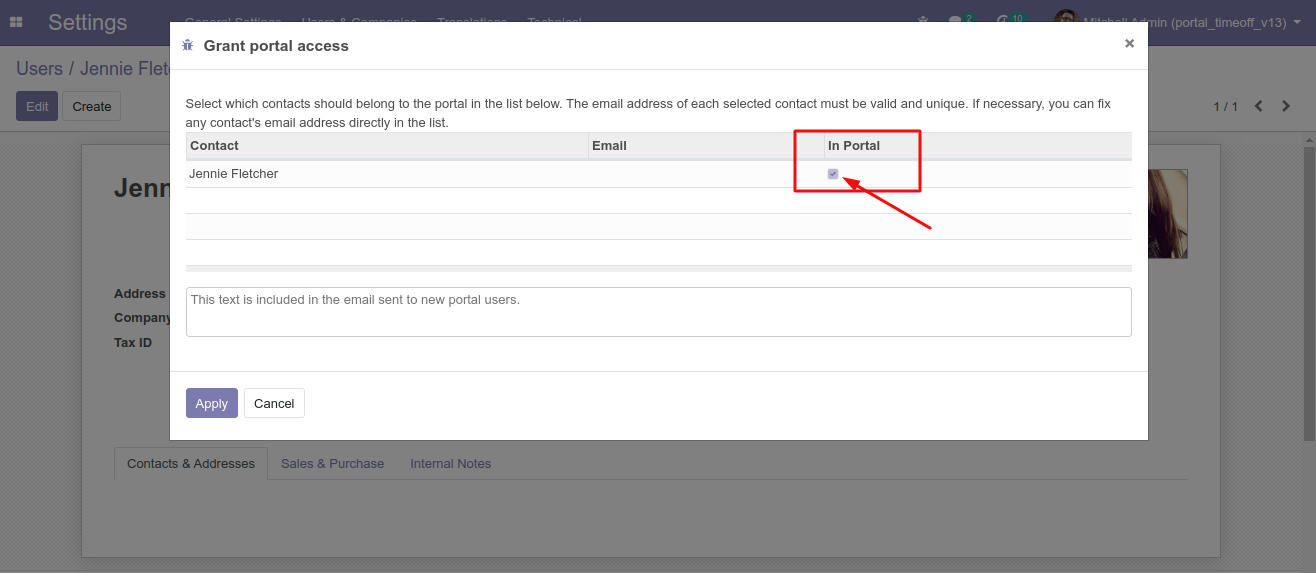 Settings General Settings Users & Companies Translations Technical 2 10 Mitchell Admin (portal_timeoff_v13)
Grant portal access ×
Users / Jennie Flet
Edit Create 1 / 1
Select which contacts should belong to the portal in the list below. The email address of each selected contact must be valid and unique. If necessary, you can fix
any contact's email address directly in the list.
Contact Email In Portal
Jennie Fletcher
Jenn
Address
Company
Tax ID
This text is included in the email sent to new portal users.
Apply Cancel
Contacts & Addresses Sales & Purchase Internal Notes